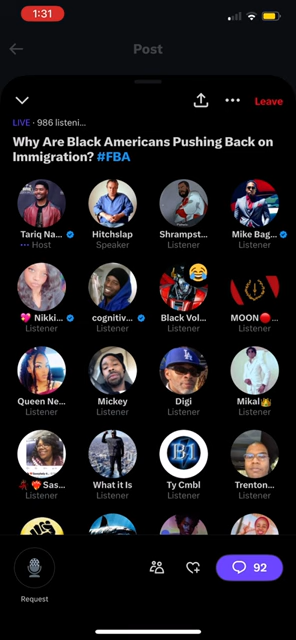 1:31
Post
LIVE · 986 listeni...
Leave
Why Are Black Americans Pushing Back on
Immigration? #FBA
Tariq Na...
Host
Hitchslap
Speaker
Shrampst...
Listener
Mike Bag...
Listener
Nikki...
Listener
cognitiv...
Listener
Black Vol...
Listener
MOON...
Listener
Queen Ne...
Listener
Mickey
Listener
Digi
Listener
Mikal
Listener
Sas...
Listener
What it Is
Listener
B1
Ty Cmbl
Listener
Trenton...
Listener
92
Request